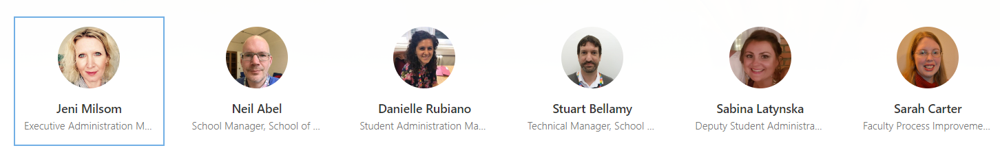 Jeni Milsom
Executive Administration M...
Neil Abel
School Manager, School of ...
Danielle Rubiano
Student Administration Ma...
Stuart Bellamy
Technical Manager, School ...
Sabina Latynska
Deputy Student Administra...
Sarah Carter
Faculty Process Improveme...